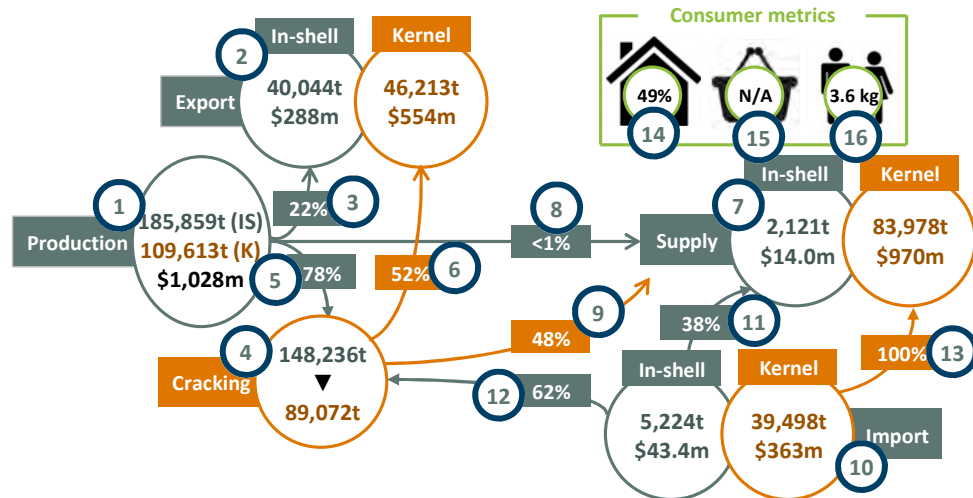 Consumer metrics
In-shell
Kernel
2
Export
40,044t
$288m
46,213t
$554m
49%
N/A
3.6 kg
14
15
16
In-shell
Kernel
1
22%
3
8
7
Production
185,859t (IS)
109,613t (K)
$1,028m
<1%
Supply
2,121t
$14.0m
83,978t
$970m
5
78%
52%
6
4
148,236t
▼
89,072t
Cracking
48%
9
38%
11
100%
13
In-shell
Kernel
12
62%
5,224t
$43.4m
39,498t
$363m
Import
10